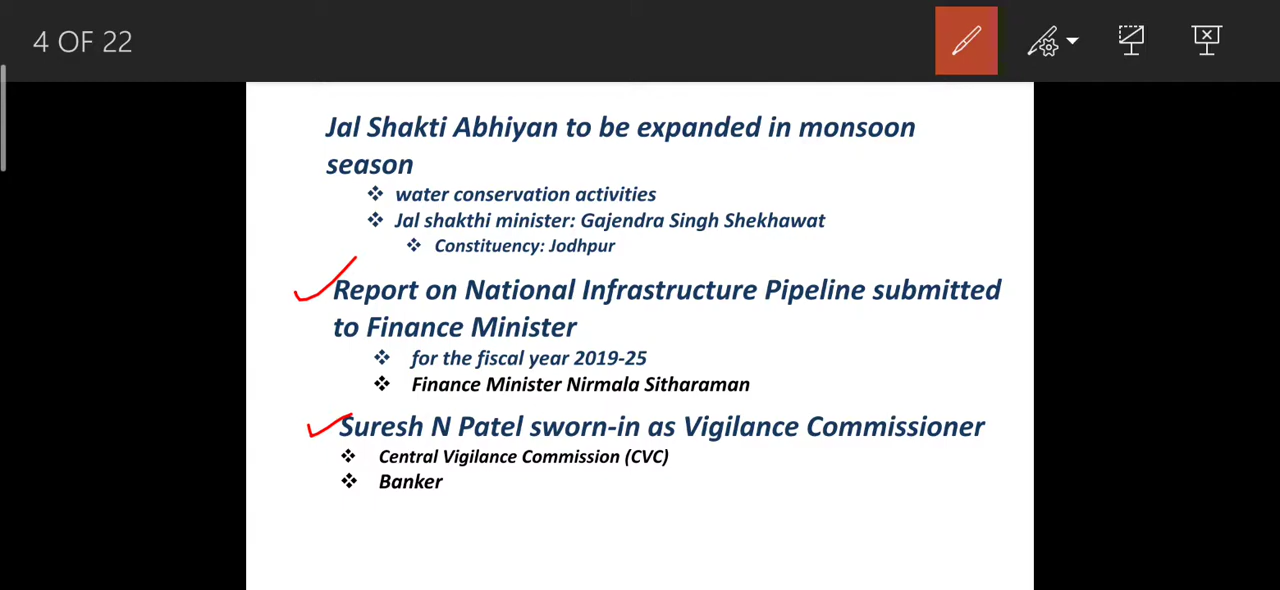 4 OF 22
Jal Shakti Abhiyan to be expanded in monsoon
season
❖ water conservation activities
❖ Jal shakthi minister: Gajendra Singh Shekhawat
❖ Constituency: Jodhpur
Report on National Infrastructure Pipeline submitted
to Finance Minister
❖ for the fiscal year 2019-25
❖ Finance Minister Nirmala Sitharaman
Suresh N Patel sworn-in as Vigilance Commissioner
❖ Central Vigilance Commission (CVC)
❖ Banker